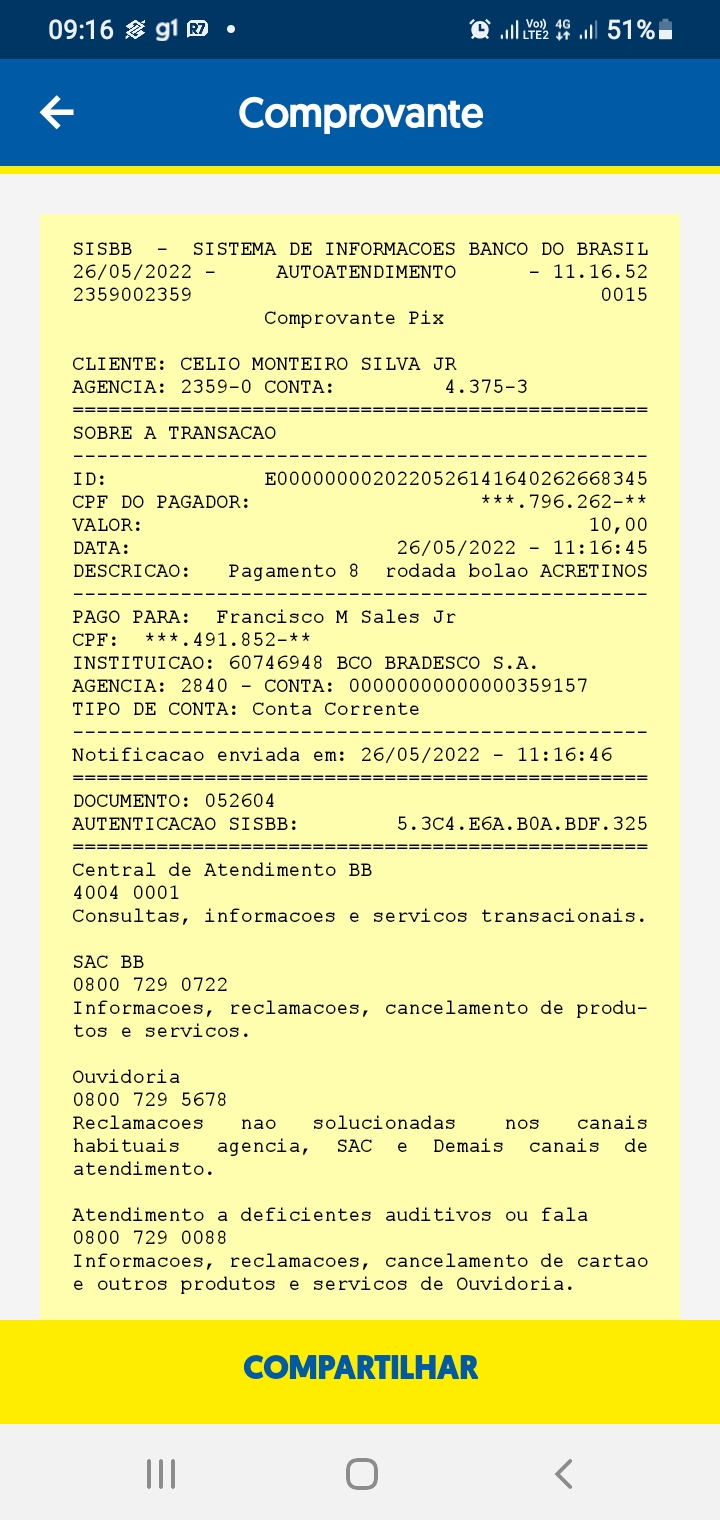 09:16 g1 R7 Vo)) LTE2 4G 51%
Comprovante
SISBB - SISTEMA DE INFORMACOES BANCO DO BRASIL
26/05/2022 - AUTOATENDIMENTO - 11.16.52
2359002359 0015
Comprovante Pix
CLIENTE: CELIO MONTEIRO SILVA JR
AGENCIA: 2359-0 CONTA: 4.375-3
================================================
SOBRE A TRANSACAO
------------------------------------------------
ID: E00000000202205261416402626​68345
CPF DO PAGADOR: ***.796.262-**
VALOR: 10,00
DATA: 26/05/2022 - 11:16:45
DESCRICAO: Pagamento 8 rodada bolao ACRETINOS
------------------------------------------------
PAGO PARA: Francisco M Sales Jr
CPF: ***.491.852-**
INSTITUICAO: 60746948 BCO BRADESCO S.A.
AGENCIA: 2840 - CONTA: 00000000000000359157
TIPO DE CONTA: Conta Corrente
------------------------------------------------
Notificacao enviada em: 26/05/2022 - 11:16:46
================================================
DOCUMENTO: 052604
AUTENTICACAO SISBB: 5.3C4.E6A.B0A.BDF.325
================================================
Central de Atendimento BB
4004 0001
Consultas, informacoes e servicos transacionais.
SAC BB
0800 729 0722
Informacoes, reclamacoes, cancelamento de produ-
tos e servicos.
Ouvidoria
0800 729 5678
Reclamacoes nao solucionadas nos canais
habituais agencia, SAC e Demais canais de
atendimento.
Atendimento a deficientes auditivos ou fala
0800 729 0088
Informacoes, reclamacoes, cancelamento de cartao
e outros produtos e servicos de Ouvidoria.
COMPARTILHAR